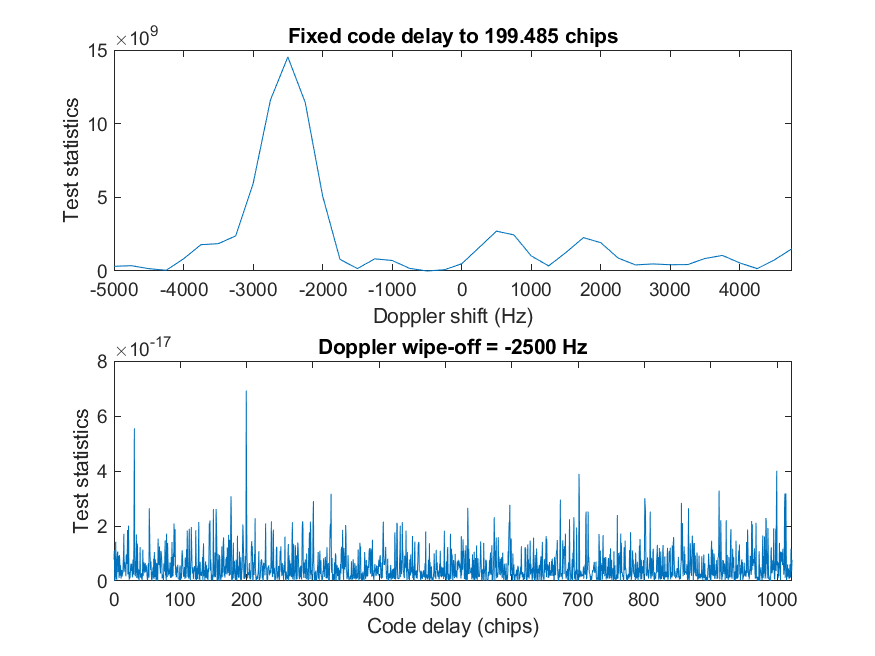 Fixed code delay to 199.485 chips
×10^9
15
10
5
0
Test statistics
-5000 -4000 -3000 -2000 -1000 0 1000 2000 3000 4000
Doppler shift (Hz)
Doppler wipe-off = -2500 Hz
×10^-17
8
6
4
2
0
Test statistics
0 100 200 300 400 500 600 700 800 900 1000
Code delay (chips)